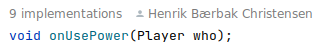 9 implementations Henrik Bærbak Christensen
void onUsePower(Player who);